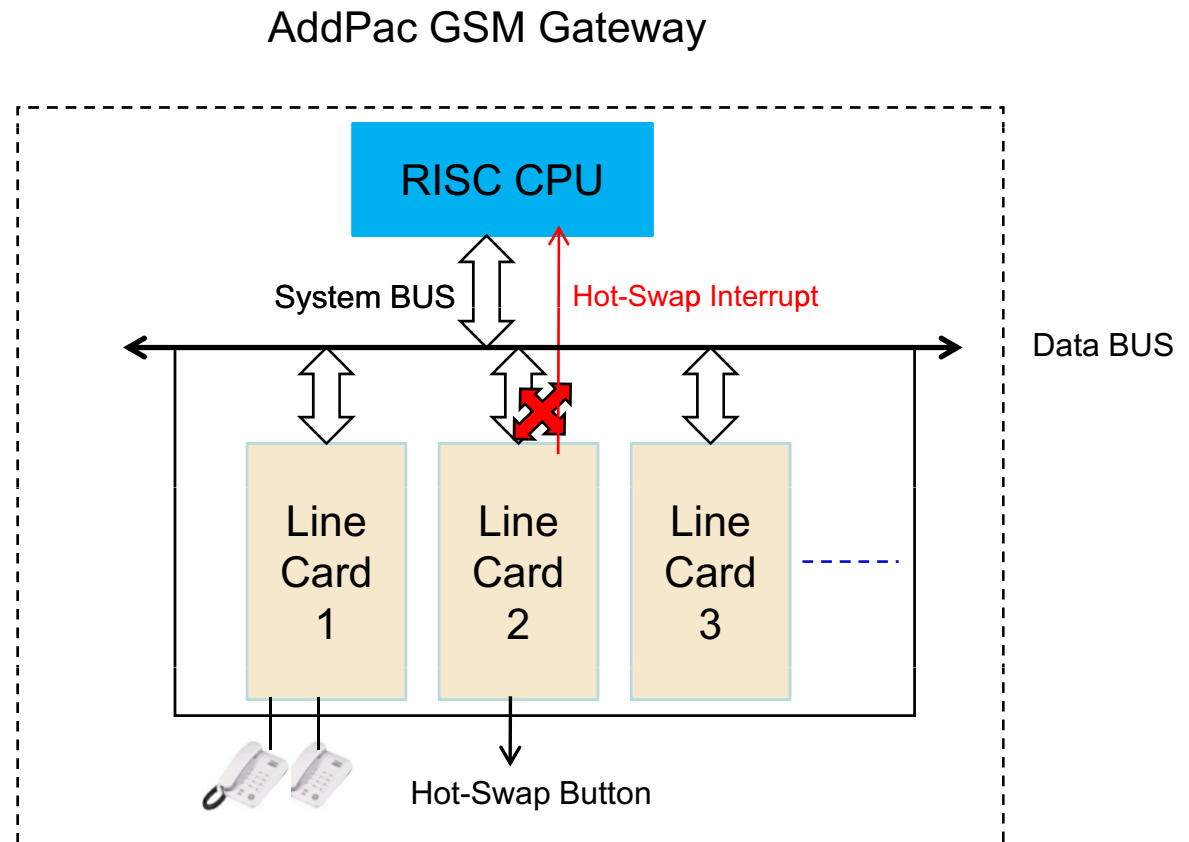 AddPac GSM Gateway
RISC CPU
System BUS
Hot-Swap Interrupt
Data BUS
Line
Card
1
Line
Card
2
Line
Card
3
Hot-Swap Button